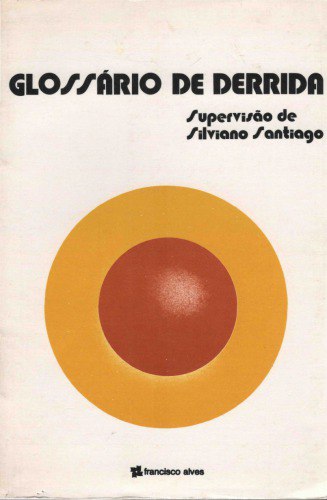 GLOSSÁRIO DE DERRIDA
Supervisão de
Silviano Santiago
francisco alves